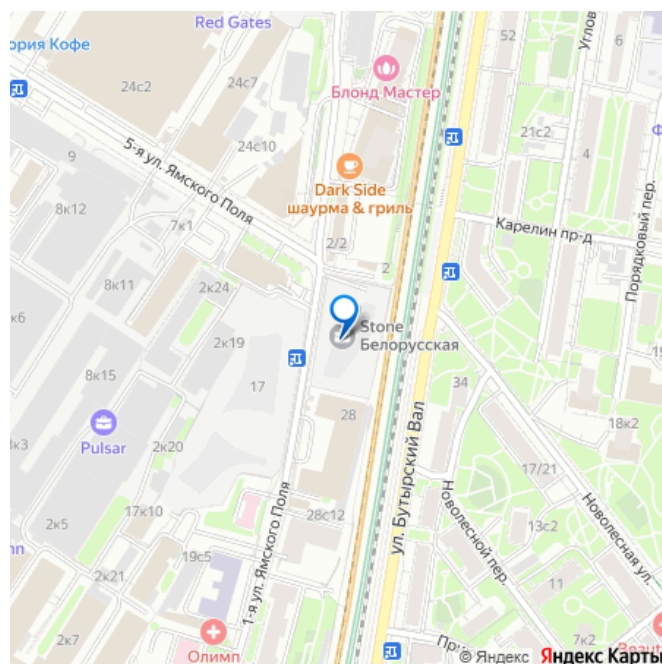 Red Gates
ория Кофе
24с2
24с7
Блонд Мастер
52
Углов
6
21с2
4
5-я ул. Ямского Поля
24с10
9
Dark Side
шаурма & гриль
8к12
7к1
Карелин пр-д
Порядковый пер.
2/2
2
8к11
2к24
к6
2к19
Stone
Белорусская
8к15
17
34
28
18к2
Pulsar
8к3
2к20
17/21
ул. Бутырский Вал
Новолесной пер.
Новолесная ул.
17к10
28с12
13с2
2к5
1-я ул. Ямского Поля
19с5
2к21
11
2к7
Олимп
7к2
© Яндекс Яндекс Карты